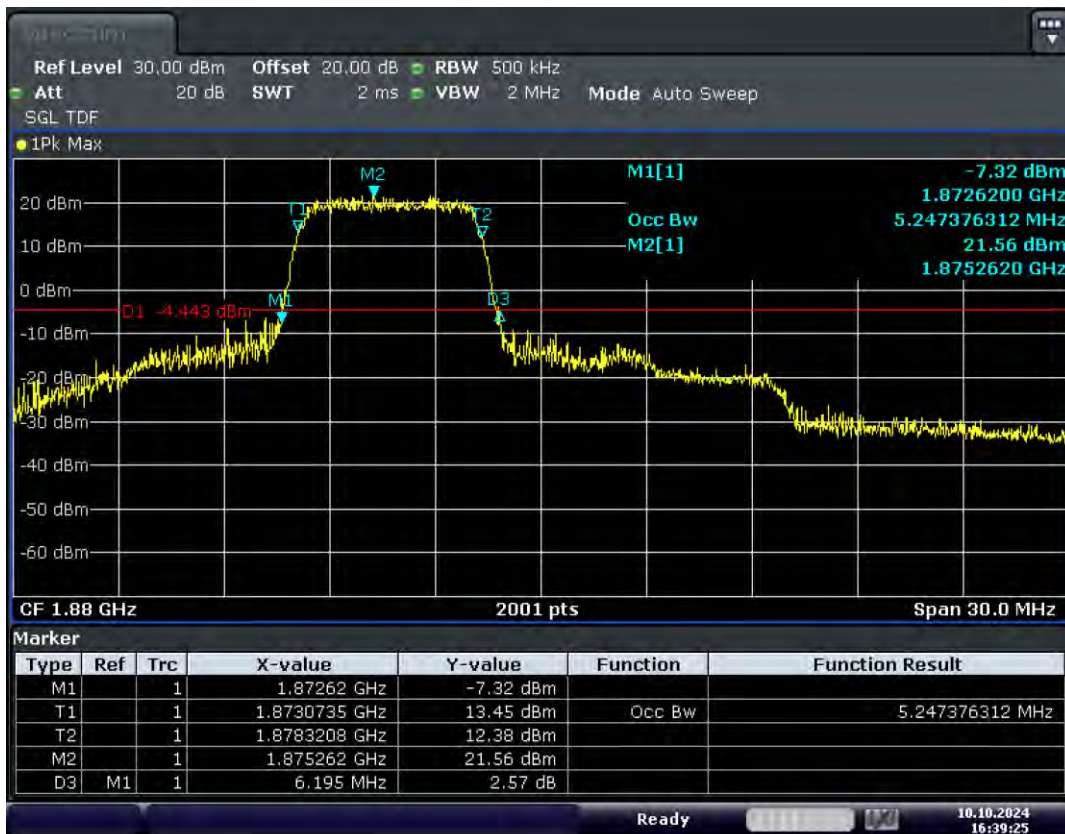 Spectrum
Ref Level 30.00 dBm Offset 20.00 dB RBW 500 kHz
Att 20 dB SWT 2 ms VBW 2 MHz Mode Auto Sweep
SGL TDF
1Pk Max
M1[1] -7.32 dBm
1.8726200 GHz
Occ Bw 5.247376312 MHz
M2[1] 21.56 dBm
1.8752620 GHz
M2
20 dBm
T1
T2
10 dBm
0 dBm
M1
D3
D1 -4.443 dBm
-10 dBm
-20 dBm
-30 dBm
-40 dBm
-50 dBm
-60 dBm
CF 1.88 GHz 2001 pts Span 30.0 MHz
Marker
Type Ref Trc X-value Y-value Function Function Result
M1 1 1.87262 GHz -7.32 dBm
T1 1 1.8730735 GHz 13.45 dBm Occ Bw 5.247376312 MHz
T2 1 1.8783208 GHz 12.38 dBm
M2 1 1.875262 GHz 21.56 dBm
D3 M1 1 6.195 MHz 2.57 dB
Ready 10.10.2024
16:39:25